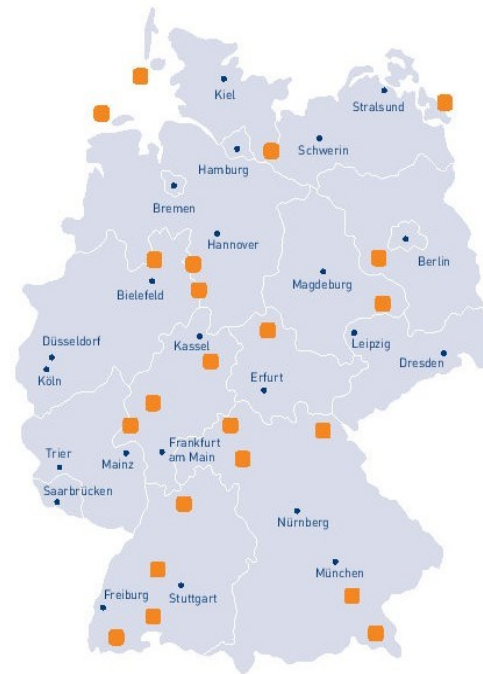 Kiel
Stralsund
Schwerin
Hamburg
Bremen
Hannover
Berlin
Magdeburg
Bielefeld
Düsseldorf
Kassel
Leipzig
Köln
Dresden
Erfurt
Trier
Frankfurt
am Main
Mainz
Saarbrücken
Nürnberg
München
Freiburg
Stuttgart